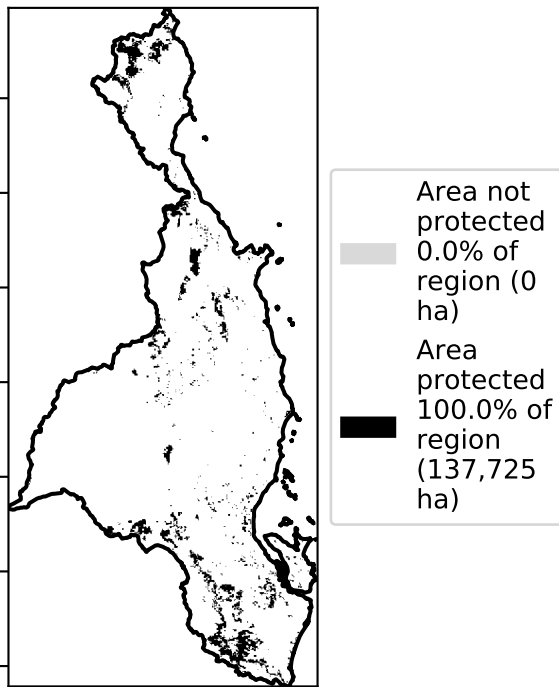 Area not
protected
0.0% of
region (0
ha)
Area
protected
100.0% of
region
(137,725
ha)